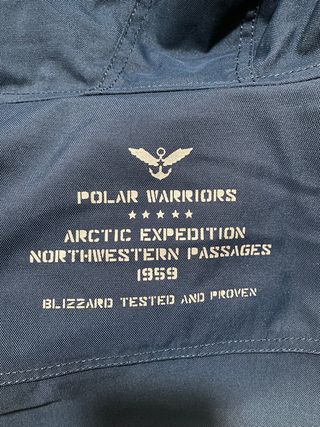 POLAR WARRIORS
ARCTIC EXPEDITION
NORTHWESTERN PASSAGES
1959
BLIZZARD TESTED AND PROVEN